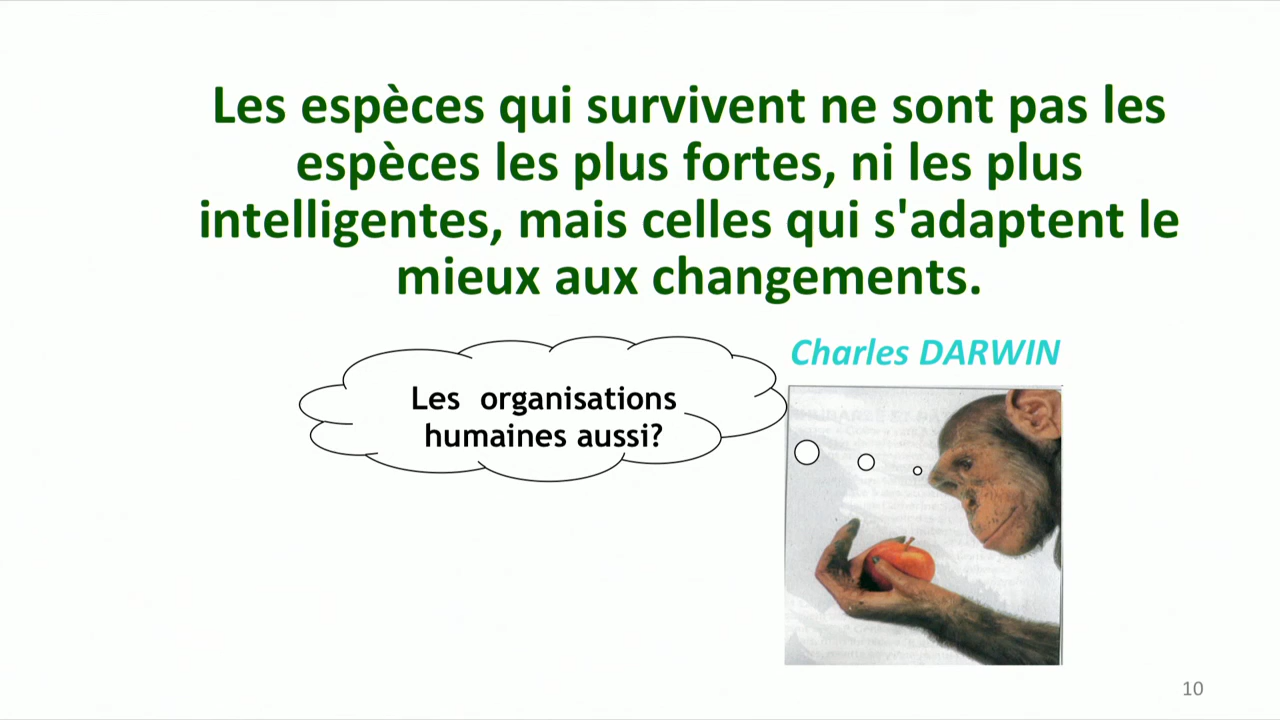 Les espèces qui survivent ne sont pas les
espèces les plus fortes, ni les plus
intelligentes, mais celles qui s'adaptent le
mieux aux changements.
Charles DARWIN
Les organisations
humaines aussi?
10